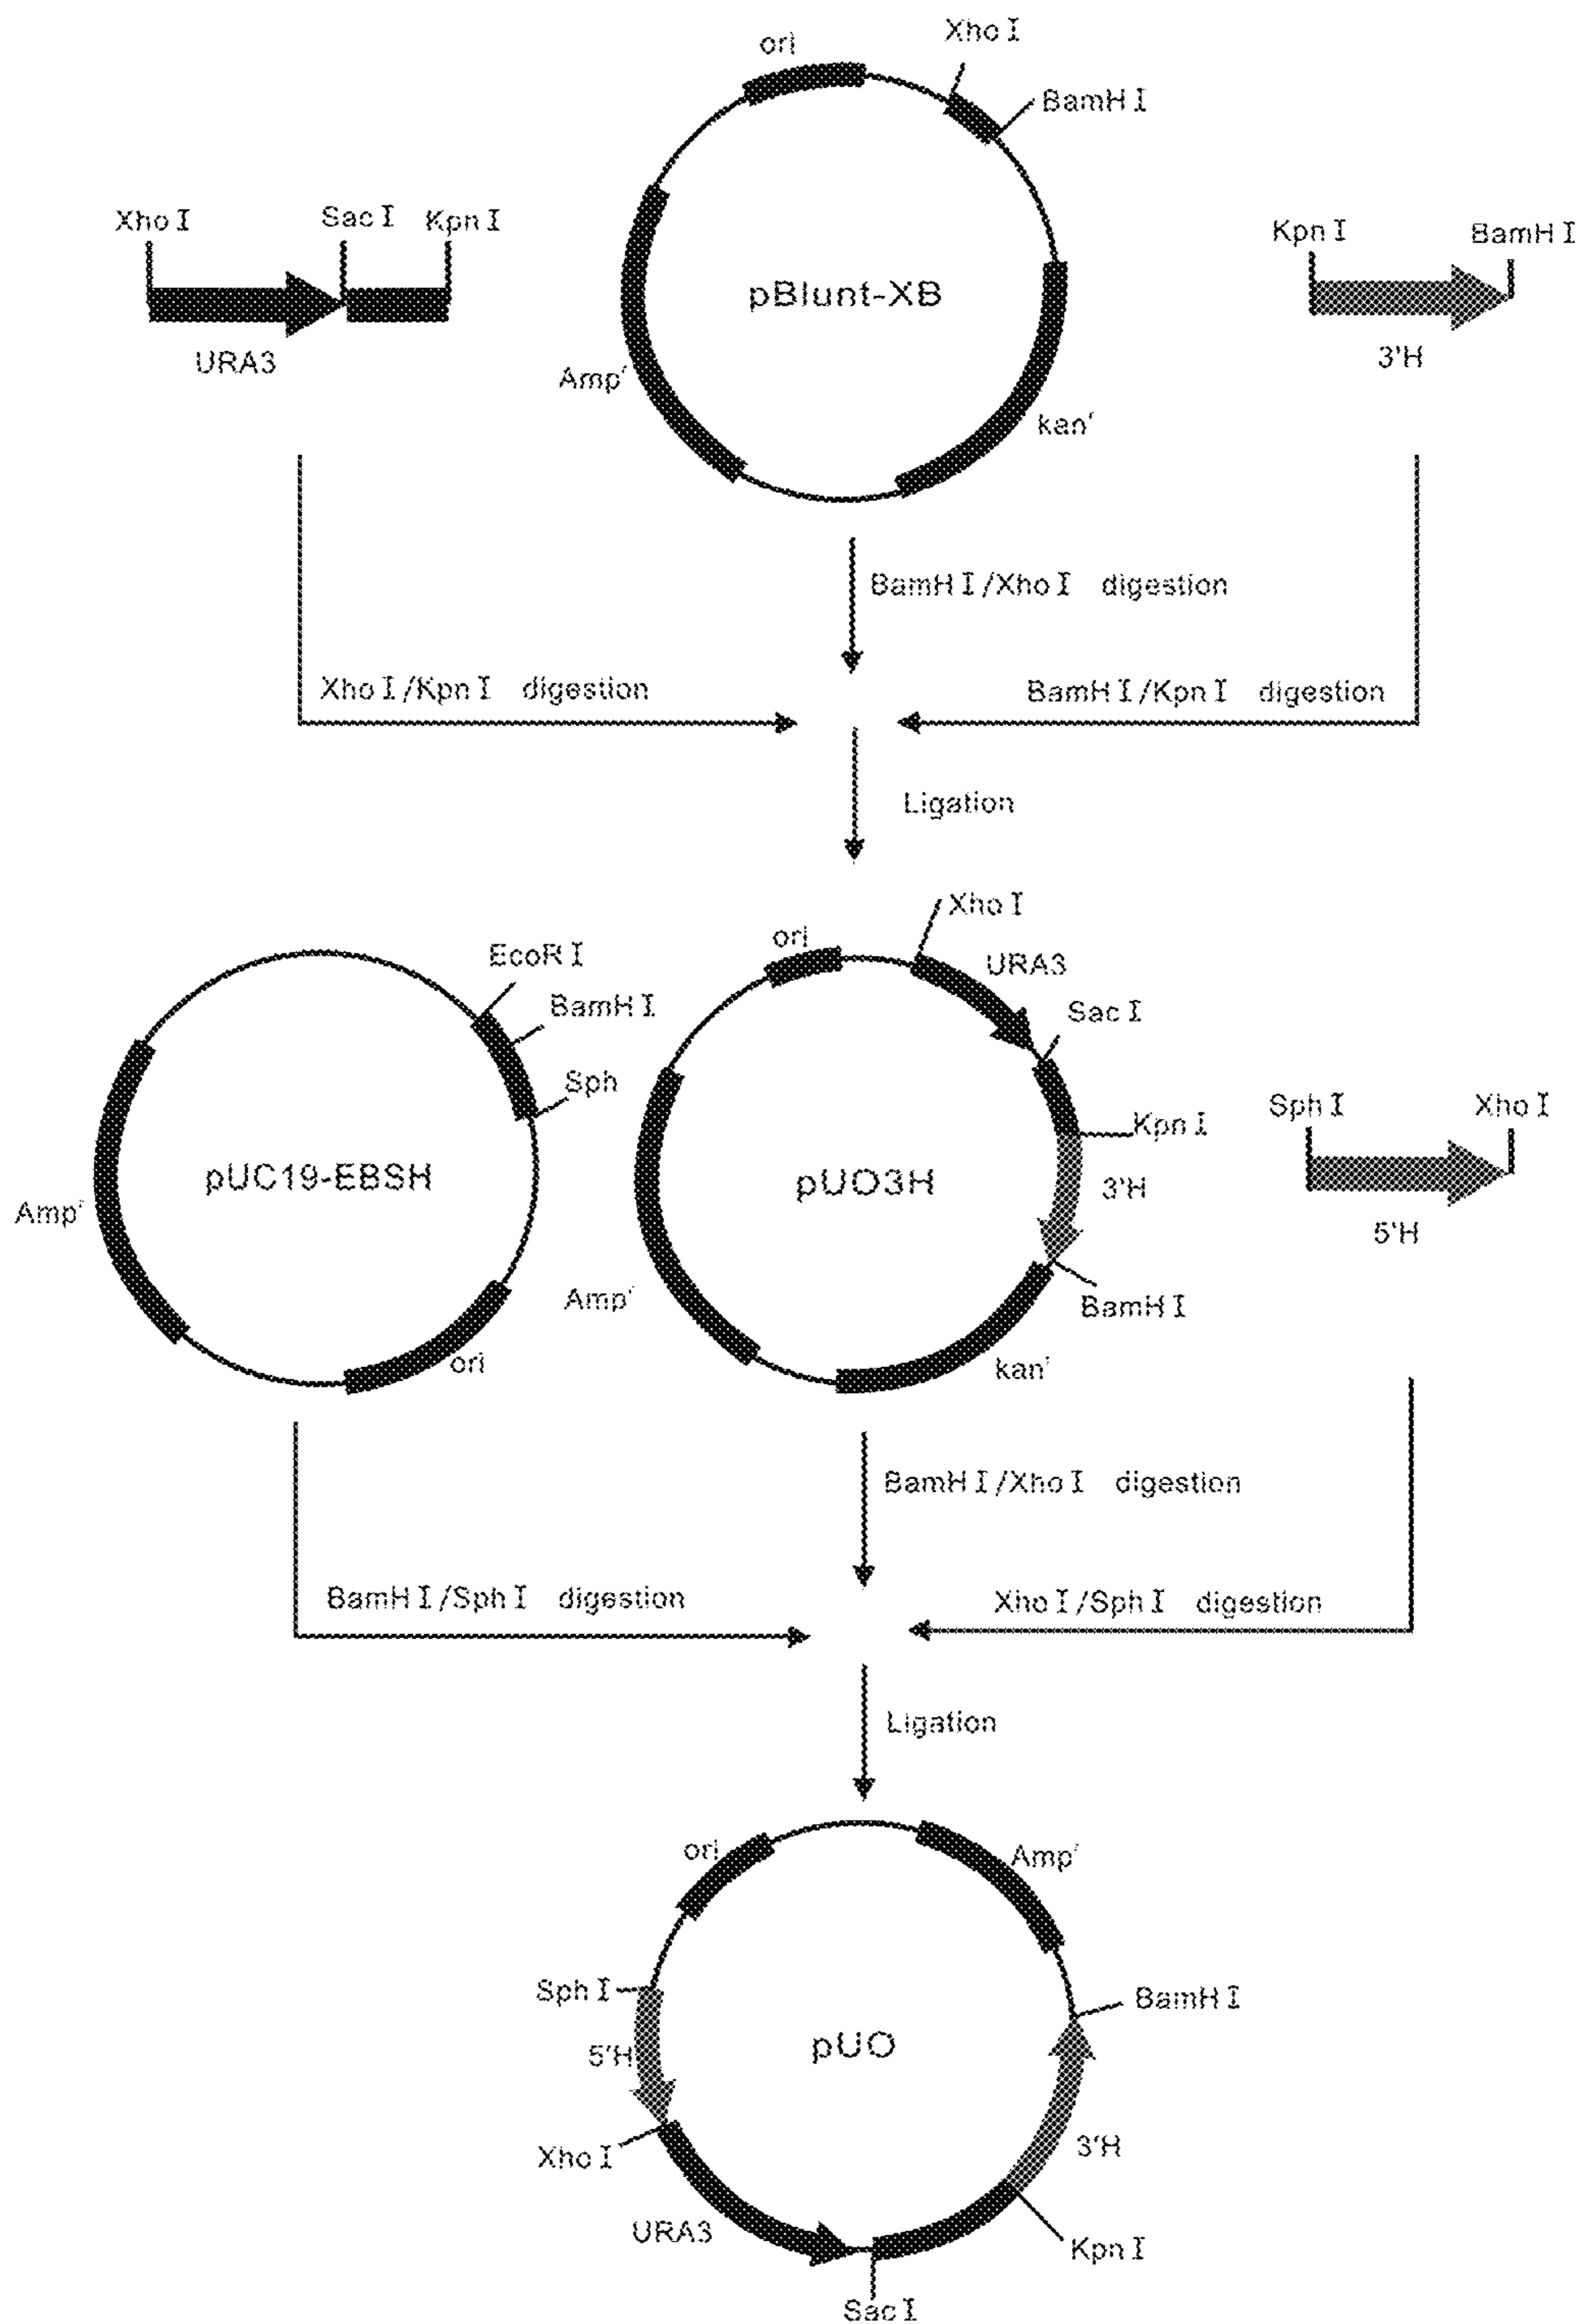 ori
Xho I
BamH I
Xho I
Sac I
Kpn I
Kpn I
BamH I
pBlunt-XB
URA3
3'H
Amp^r
kan^r
BamH I/Xho I digestion
Xho I/Kpn I digestion
BamH I/Kpn I digestion
Ligation
Xho I
ori
URA3
EcoR I
BamH I
Sac I
Sph
Sph I
Xho I
Kpn I
pUC19-EBSH
pUO3H
3'H
Amp^r
5'H
Amp^r
BamH I
ori
kan^r
BamH I/Xho I digestion
BamH I/Sph I digestion
Xho I/Sph I digestion
Ligation
ori
Amp^r
Sph I
BamH I
pUO
5'H
3'H
Xho I
URA3
Kpn I
Sac I